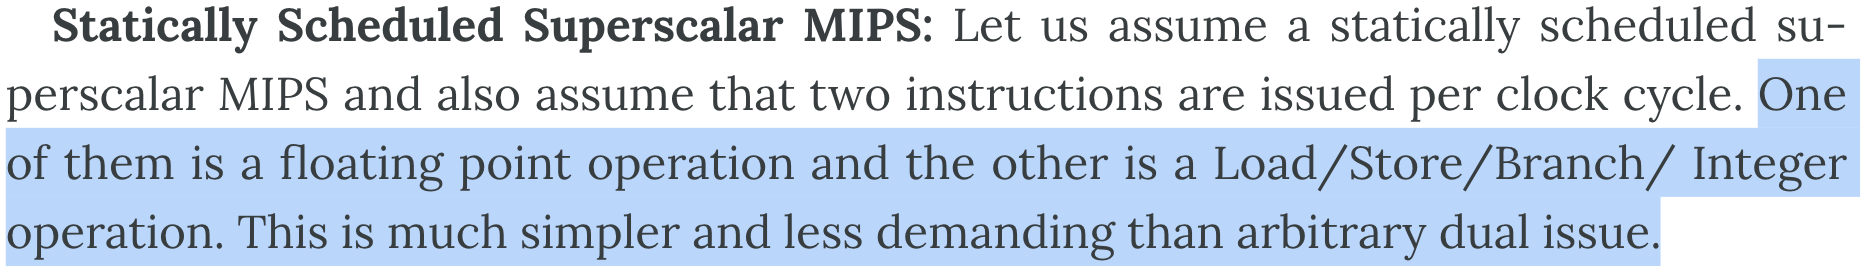 Statically Scheduled Superscalar MIPS: Let us assume a statically scheduled su-
perscalar MIPS and also assume that two instructions are issued per clock cycle. One
of them is a floating point operation and the other is a Load/Store/Branch/ Integer
operation. This is much simpler and less demanding than arbitrary dual issue.